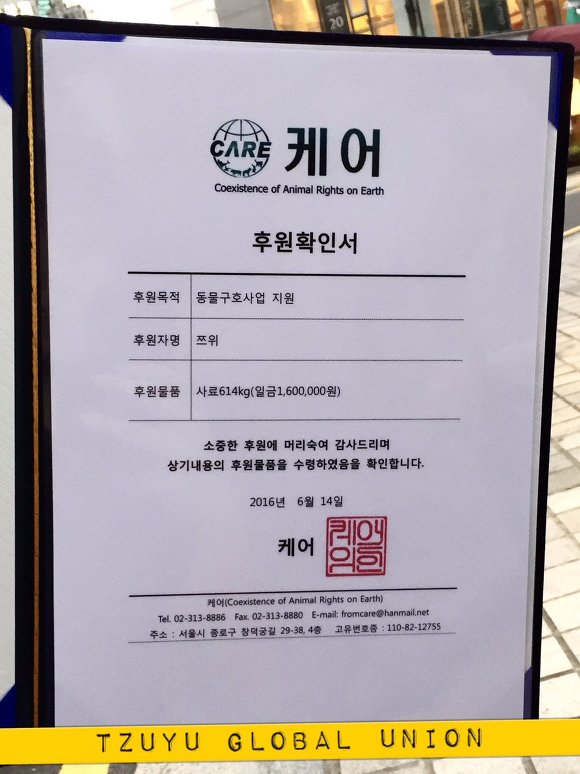 20
CARE 케어
Coexistence of Animal Rights on Earth
후원확인서
후원목적 동물구호사업 지원
후원자명 쯔위
후원물품 사료614kg(일금1,600,000원)
소중한 후원에 머리숙여 감사드리며
상기내용의 후원물품을 수령하였음을 확인합니다.
2016년 6월 14일
케어
케어(Coexistence of Animal Rights on Earth)
Tel. 02-313-8886 Fax. 02-313-8880 E-mail: fromcare@hanmail.net
주소 : 서울시 종로구 창덕궁길 29-38, 4층 고유번호증 : 110-82-12755
TZUYU GLOBAL UNION